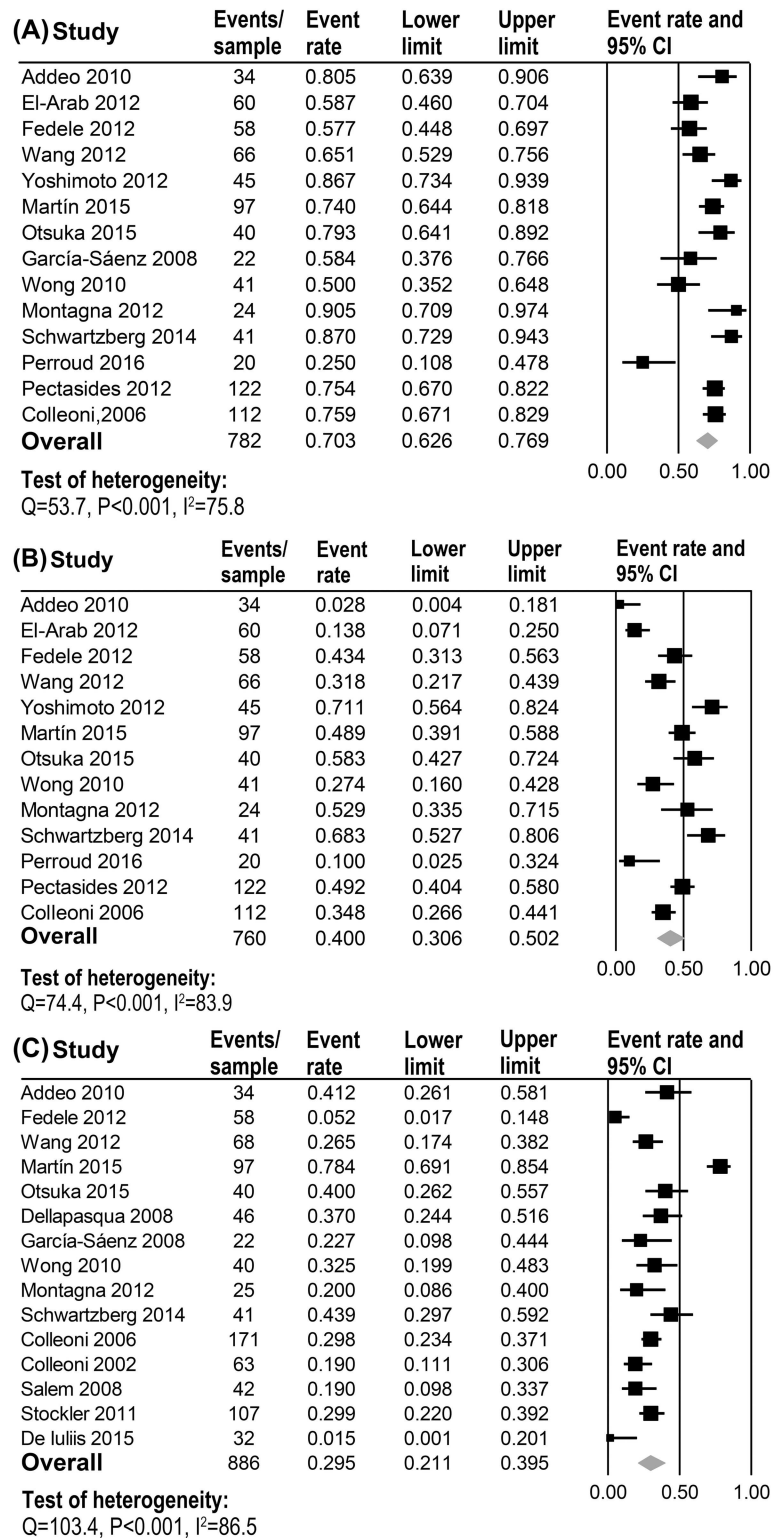 (A) Study Events/sample Event rate Lower limit Upper limit Event rate and 95% CI
Addeo 2010 34 0.805 0.639 0.906
El-Arab 2012 60 0.587 0.460 0.704
Fedele 2012 58 0.577 0.448 0.697
Wang 2012 66 0.651 0.529 0.756
Yoshimoto 2012 45 0.867 0.734 0.939
Martín 2015 97 0.740 0.644 0.818
Otsuka 2015 40 0.793 0.641 0.892
García-Sáenz 2008 22 0.584 0.376 0.766
Wong 2010 41 0.500 0.352 0.648
Montagna 2012 24 0.905 0.709 0.974
Schwartzberg 2014 41 0.870 0.729 0.943
Perroud 2016 20 0.250 0.108 0.478
Pectasides 2012 122 0.754 0.670 0.822
Colleoni,2006 112 0.759 0.671 0.829
Overall 782 0.703 0.626 0.769
0.00 0.50 1.00
Test of heterogeneity:
Q=53.7, P<0.001, I²=75.8
(B) Study Events/sample Event rate Lower limit Upper limit Event rate and 95% CI
Addeo 2010 34 0.028 0.004 0.181
El-Arab 2012 60 0.138 0.071 0.250
Fedele 2012 58 0.434 0.313 0.563
Wang 2012 66 0.318 0.217 0.439
Yoshimoto 2012 45 0.711 0.564 0.824
Martín 2015 97 0.489 0.391 0.588
Otsuka 2015 40 0.583 0.427 0.724
Wong 2010 41 0.274 0.160 0.428
Montagna 2012 24 0.529 0.335 0.715
Schwartzberg 2014 41 0.683 0.527 0.806
Perroud 2016 20 0.100 0.025 0.324
Pectasides 2012 122 0.492 0.404 0.580
Colleoni 2006 112 0.348 0.266 0.441
Overall 760 0.400 0.306 0.502
0.00 0.50 1.00
Test of heterogeneity:
Q=74.4, P<0.001, I²=83.9
(C) Study Events/sample Event rate Lower limit Upper limit Event rate and 95% CI
Addeo 2010 34 0.412 0.261 0.581
Fedele 2012 58 0.052 0.017 0.148
Wang 2012 68 0.265 0.174 0.382
Martín 2015 97 0.784 0.691 0.854
Otsuka 2015 40 0.400 0.262 0.557
Dellapasqua 2008 46 0.370 0.244 0.516
García-Sáenz 2008 22 0.227 0.098 0.444
Wong 2010 40 0.325 0.199 0.483
Montagna 2012 25 0.200 0.086 0.400
Schwartzberg 2014 41 0.439 0.297 0.592
Colleoni 2006 171 0.298 0.234 0.371
Colleoni 2002 63 0.190 0.111 0.306
Salem 2008 42 0.190 0.098 0.337
Stockler 2011 107 0.299 0.220 0.392
De Iuliis 2015 32 0.015 0.001 0.201
Overall 886 0.295 0.211 0.395
0.00 0.50 1.00
Test of heterogeneity:
Q=103.4, P<0.001, I²=86.5